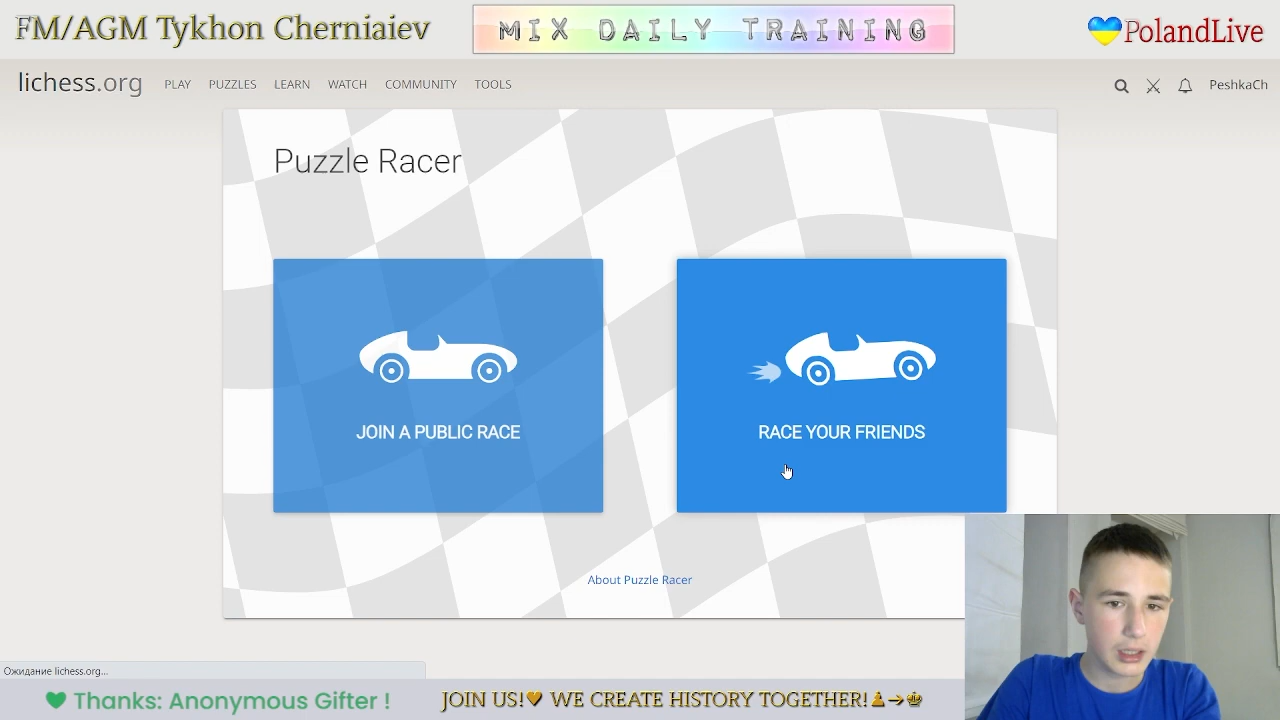 FM/AGM Tykhon Cherniaiev
MIX DAILY TRAINING
PolandLive
lichess.org
PLAY
PUZZLES
LEARN
WATCH
COMMUNITY
TOOLS
PeshkaCh
Puzzle Racer
JOIN A PUBLIC RACE
RACE YOUR FRIENDS
About Puzzle Racer
Ожидание lichess.org...
Thanks: Anonymous Gifter !
JOIN US!🧡 WE CREATE HISTORY TOGETHER!♟➔♚